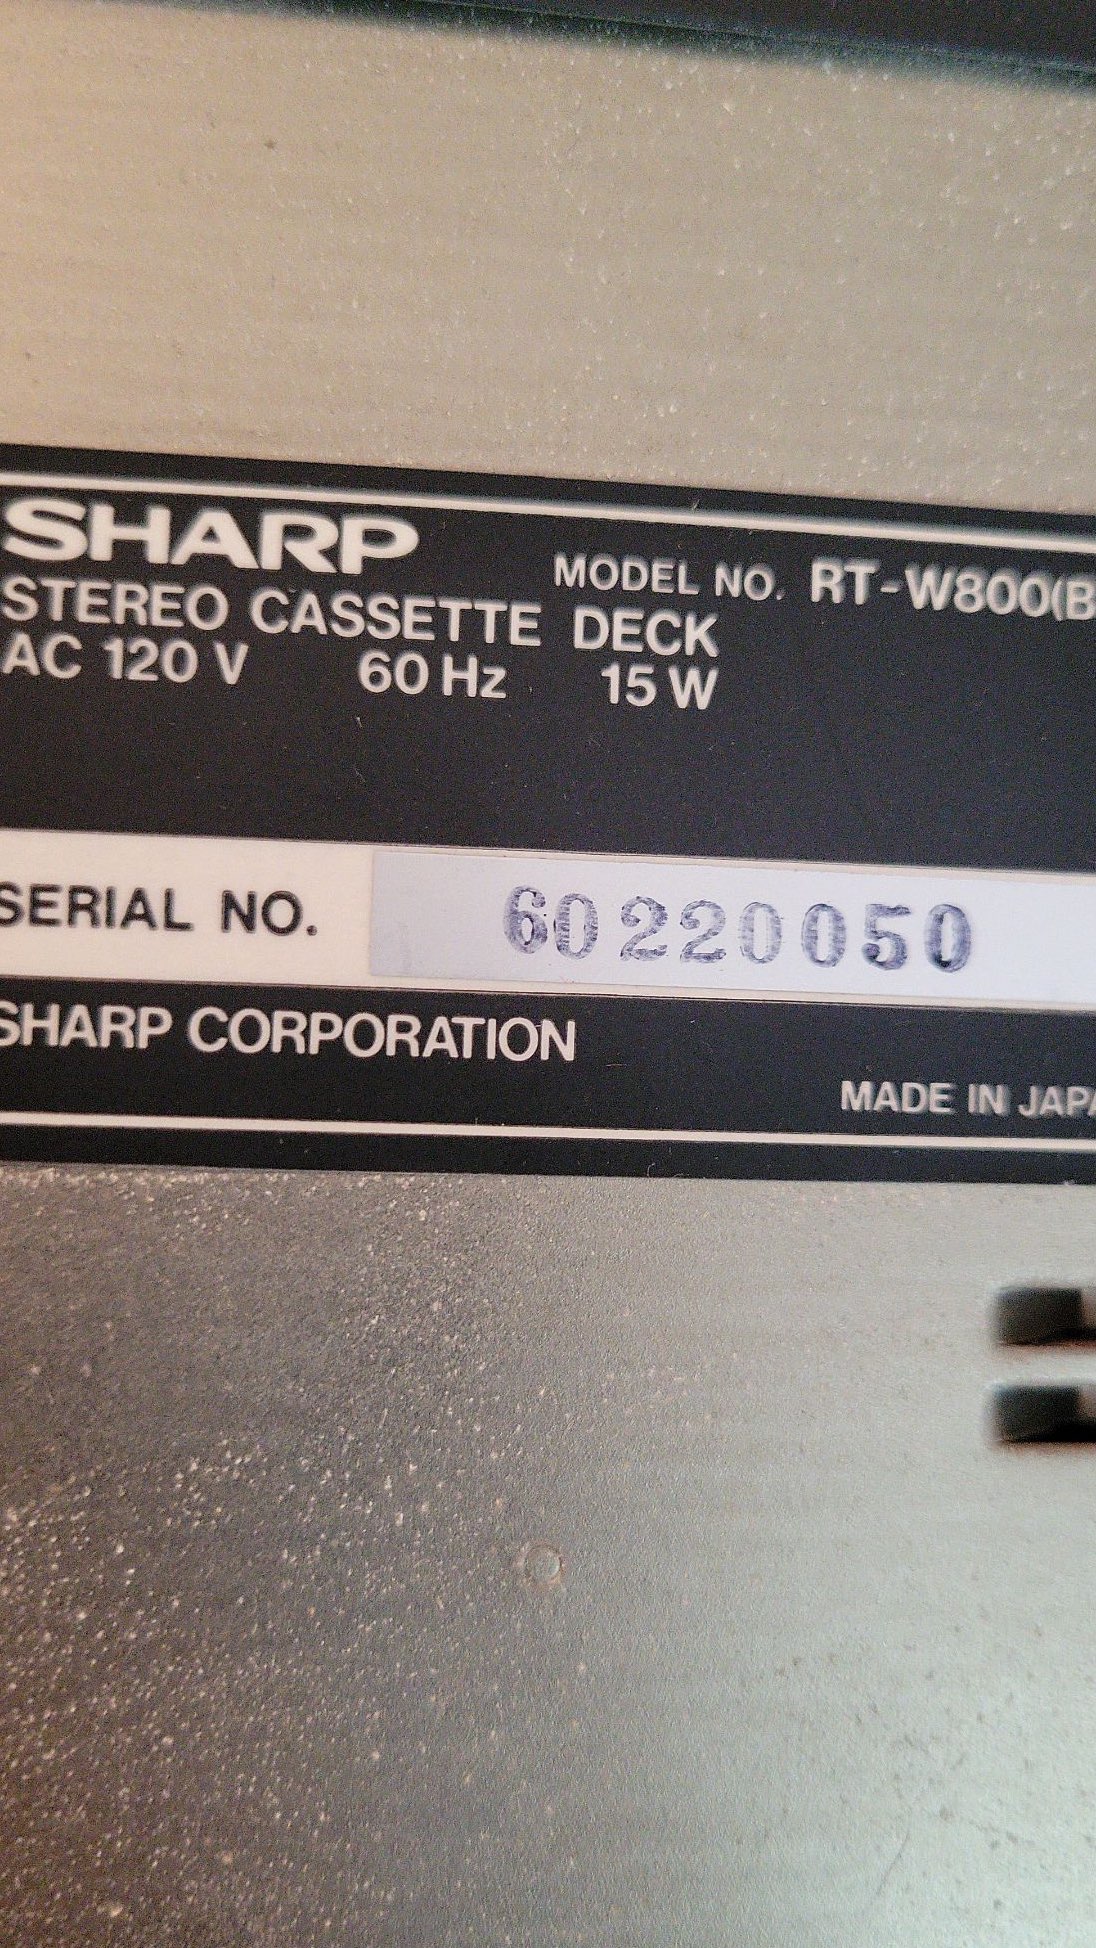 SHARP
MODEL NO. RT-W800(B
STEREO CASSETTE DECK
AC 120 V 60 Hz 15 W
SERIAL NO. 60220050
SHARP CORPORATION
MADE IN JAPA